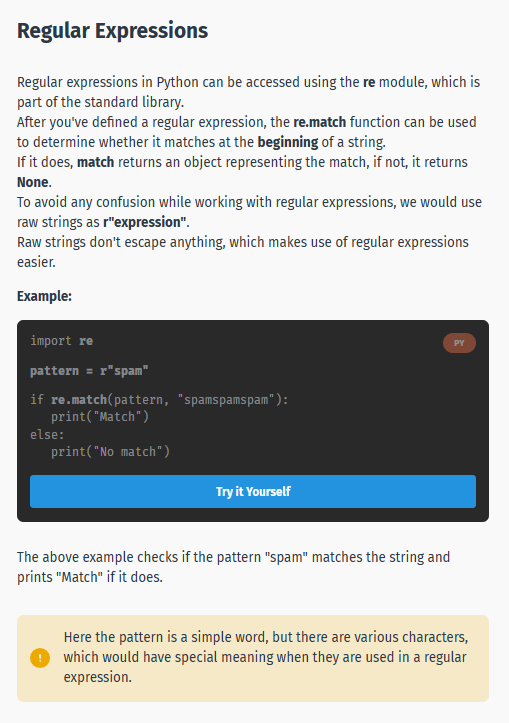 Regular Expressions
Regular expressions in Python can be accessed using the re module, which is
part of the standard library.
After you've defined a regular expression, the re.match function can be used
to determine whether it matches at the beginning of a string.
If it does, match returns an object representing the match, if not, it returns
None.
To avoid any confusion while working with regular expressions, we would use
raw strings as r"expression".
Raw strings don't escape anything, which makes use of regular expressions
easier.
Example:
import re
PY
pattern = r"spam"
if re.match(pattern, "spamspamspam"):
   print("Match")
else:
   print("No match")
Try it Yourself
The above example checks if the pattern "spam" matches the string and
prints "Match" if it does.
!
Here the pattern is a simple word, but there are various characters,
which would have special meaning when they are used in a regular
expression.